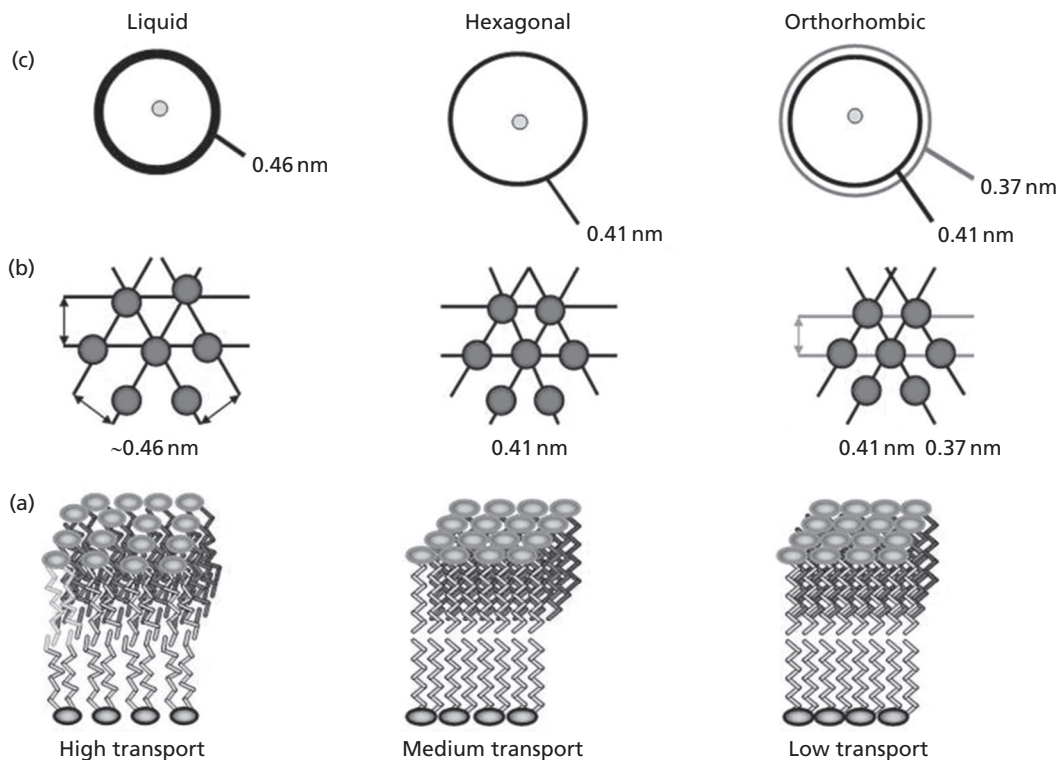 Liquid Hexagonal Orthorhombic
(c)
0.46 nm
0.41 nm
0.37 nm
0.41 nm
(b)
~0.46 nm 0.41 nm 0.41 nm 0.37 nm
(a)
High transport Medium transport Low transport